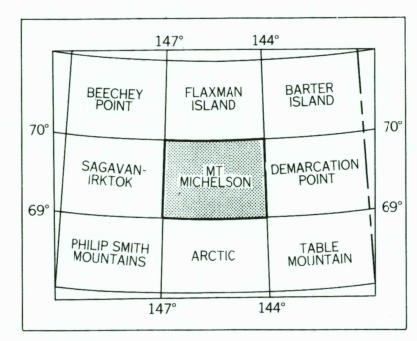 147° 144°
BEECHEY
POINT
FLAXMAN
ISLAND
BARTER
ISLAND
70° 70°
SAGAVAN-
IRKTOK
MT
MICHELSON
DEMARCATION
POINT
69° 69°
PHILIP SMITH
MOUNTAINS
ARCTIC
TABLE
MOUNTAIN
147° 144°